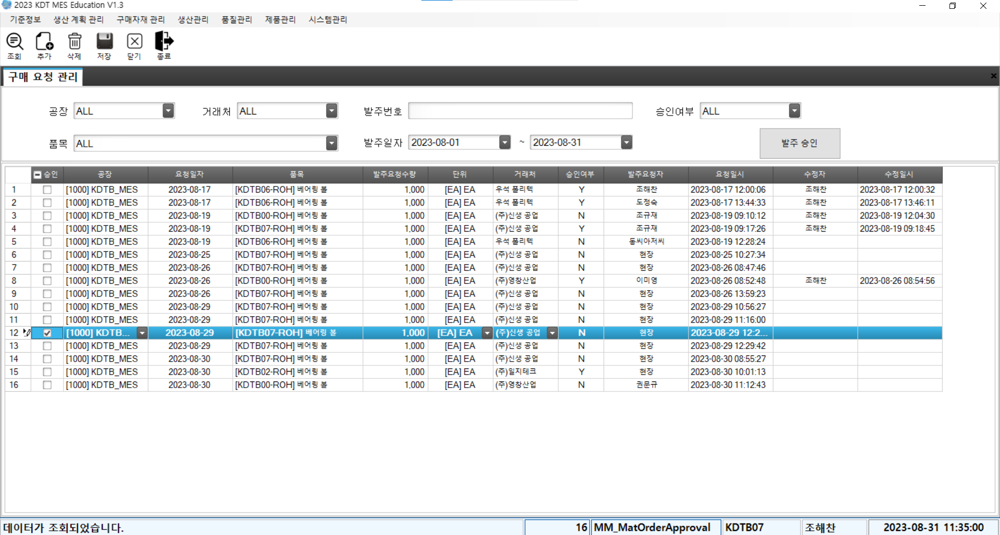 2023 KDT MES Education V1.3
기준정보 생산 계획 관리 구매자재 관리 생산관리 품질관리 제품관리 시스템관리
조회 추가 삭제 저장 닫기 종료
구매 요청 관리
공장 ALL 거래처 ALL 발주번호 승인여부 ALL
품목 ALL 발주일자 2023-08-01 ~ 2023-08-31 발주 승인
승인 공장 요청일자 품목 발주요청수량 단위 거래처 승인여부 발주요청자 요청일시 수정자 수정일시
1 [1000] KDTB_MES 2023-08-17 [KDTB06-ROH] 베어링 볼 1,000 [EA] EA 우석 폴리텍 Y 조해찬 2023-08-17 12:00:06 조해찬 2023-08-17 12:00:32
2 [1000] KDTB_MES 2023-08-17 [KDTB06-ROH] 베어링 볼 1,000 [EA] EA 우석 폴리텍 Y 도정숙 2023-08-17 13:44:33 조해찬 2023-08-17 13:46:11
3 [1000] KDTB_MES 2023-08-19 [KDTB00-ROH] 베어링 볼 1,000 [EA] EA (주)신생 공업 N 조규재 2023-08-19 09:10:12 조해찬 2023-08-19 12:04:30
4 [1000] KDTB_MES 2023-08-19 [KDTB07-ROH] 베어링 볼 1,000 [EA] EA (주)신생 공업 Y 조규재 2023-08-19 09:17:26 조해찬 2023-08-19 09:18:45
5 [1000] KDTB_MES 2023-08-19 [KDTB06-ROH] 베어링 볼 1,000 [EA] EA 우석 폴리텍 N 동씨아저씨 2023-08-19 12:28:24
6 [1000] KDTB_MES 2023-08-25 [KDTB07-ROH] 베어링 볼 1,000 [EA] EA (주)신생 공업 N 현장 2023-08-25 10:27:34
7 [1000] KDTB_MES 2023-08-26 [KDTB07-ROH] 베어링 볼 1,000 [EA] EA (주)신생 공업 N 현장 2023-08-26 08:47:46
8 [1000] KDTB_MES 2023-08-26 [KDTB00-ROH] 베어링 볼 1,000 [EA] EA (주)영창산업 Y 이미영 2023-08-26 08:52:48 조해찬 2023-08-26 08:54:56
9 [1000] KDTB_MES 2023-08-26 [KDTB07-ROH] 베어링 볼 1,000 [EA] EA (주)신생 공업 N 현장 2023-08-26 13:59:23
10 [1000] KDTB_MES 2023-08-29 [KDTB07-ROH] 베어링 볼 1,000 [EA] EA (주)신생 공업 N 현장 2023-08-29 10:56:27
11 [1000] KDTB_MES 2023-08-29 [KDTB07-ROH] 베어링 볼 1,000 [EA] EA (주)신생 공업 N 현장 2023-08-29 11:16:00
12 [1000] KDTB... 2023-08-29 [KDTB07-ROH] 베어링 볼 1,000 [EA] EA (주)신생 공업 N 현장 2023-08-29 12:2...
13 [1000] KDTB_MES 2023-08-29 [KDTB07-ROH] 베어링 볼 1,000 [EA] EA (주)신생 공업 N 현장 2023-08-29 12:29:42
14 [1000] KDTB_MES 2023-08-30 [KDTB07-ROH] 베어링 볼 1,000 [EA] EA (주)신생 공업 N 현장 2023-08-30 08:55:27
15 [1000] KDTB_MES 2023-08-30 [KDTB02-ROH] 베어링 볼 1,000 [EA] EA (주)일지테크 Y 현장 2023-08-30 10:01:13
16 [1000] KDTB_MES 2023-08-30 [KDTB00-ROH] 베어링 볼 1,000 [EA] EA (주)영창산업 N 권문규 2023-08-30 11:12:43
데이터가 조회되었습니다. 16 MM_MatOrderApproval KDTB07 조해찬 2023-08-31 11:35:00